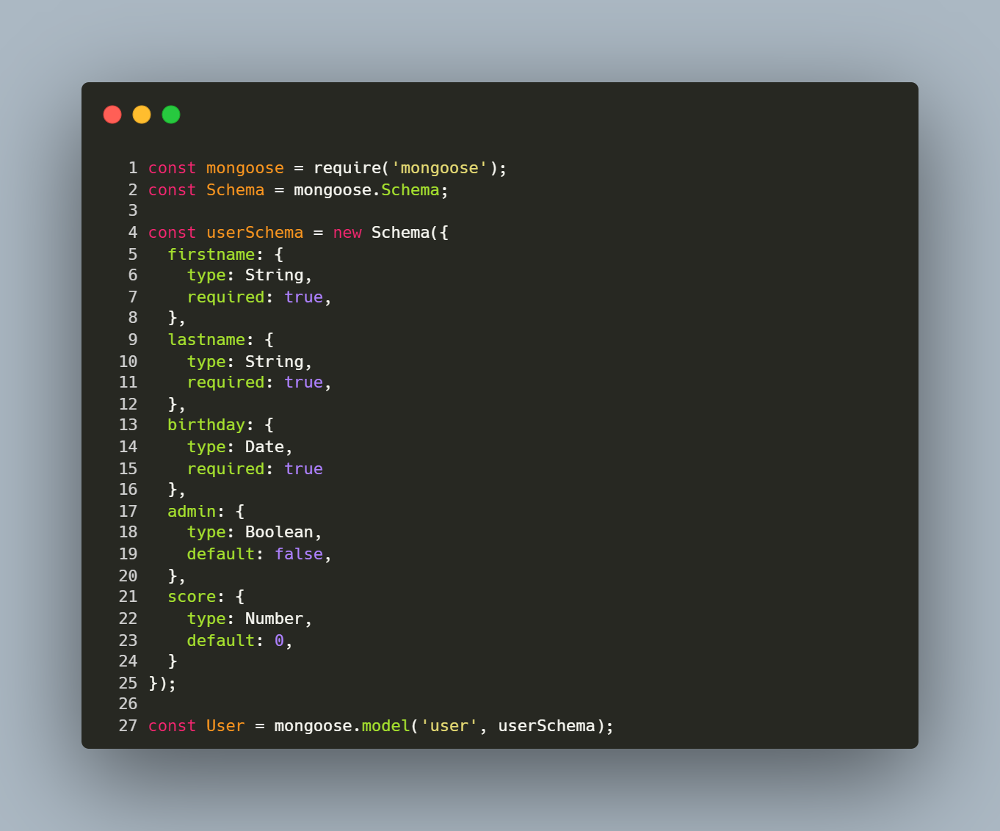 1 const mongoose = require('mongoose');
2 const Schema = mongoose.Schema;
3
4 const userSchema = new Schema({
5   firstname: {
6     type: String,
7     required: true,
8   },
9   lastname: {
10     type: String,
11     required: true,
12   },
13   birthday: {
14     type: Date,
15     required: true
16   },
17   admin: {
18     type: Boolean,
19     default: false,
20   },
21   score: {
22     type: Number,
23     default: 0,
24   }
25 });
26
27 const User = mongoose.model('user', userSchema);